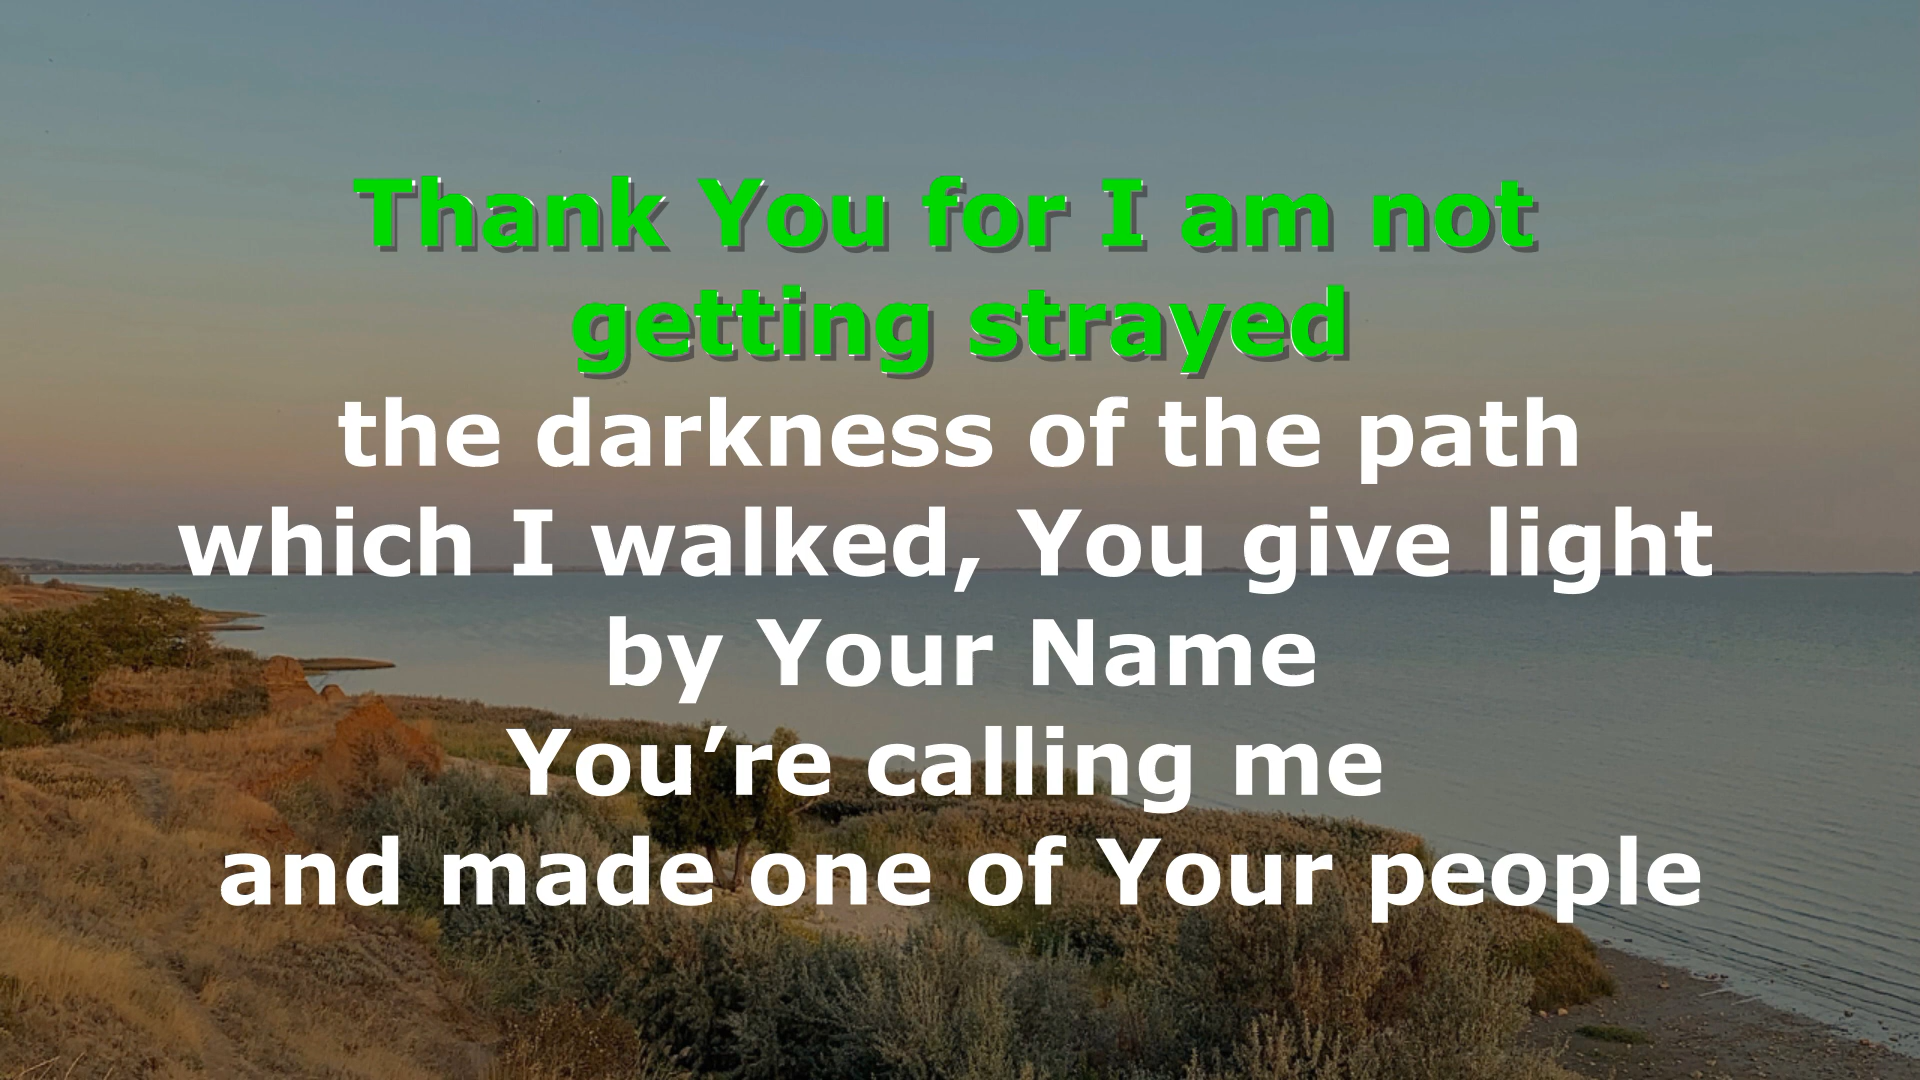 Thank You for I am not
getting strayed
the darkness of the path
which I walked, You give light
by Your Name
You’re calling me
and made one of Your people